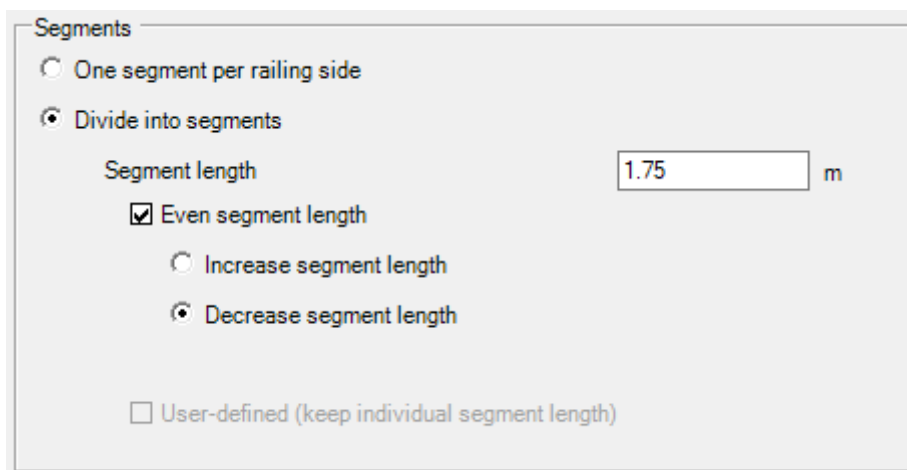 Segments
One segment per railing side
Divide into segments
Segment length 1.75 m
Even segment length
Increase segment length
Decrease segment length
User-defined (keep individual segment length)